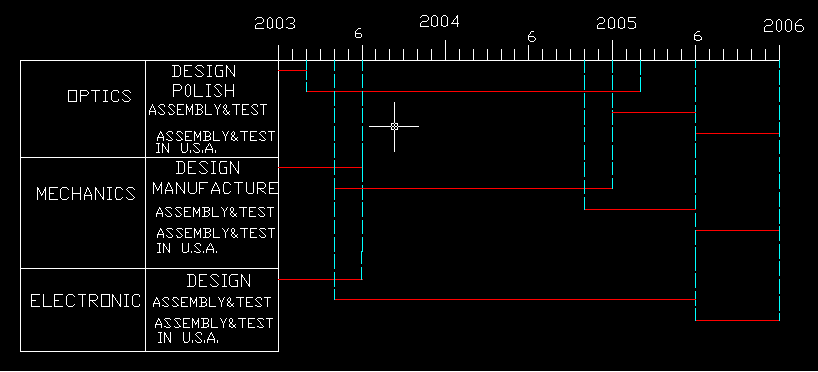 2003
2004
2005
2006
6
6
6
OPTICS
DESIGN
POLISH
ASSEMBLY&TEST
ASSEMBLY&TEST
IN U.S.A.
MECHANICS
DESIGN
MANUFACTURE
ASSEMBLY&TEST
ASSEMBLY&TEST
IN U.S.A.
ELECTRONIC
DESIGN
ASSEMBLY&TEST
ASSEMBLY&TEST
IN U.S.A.